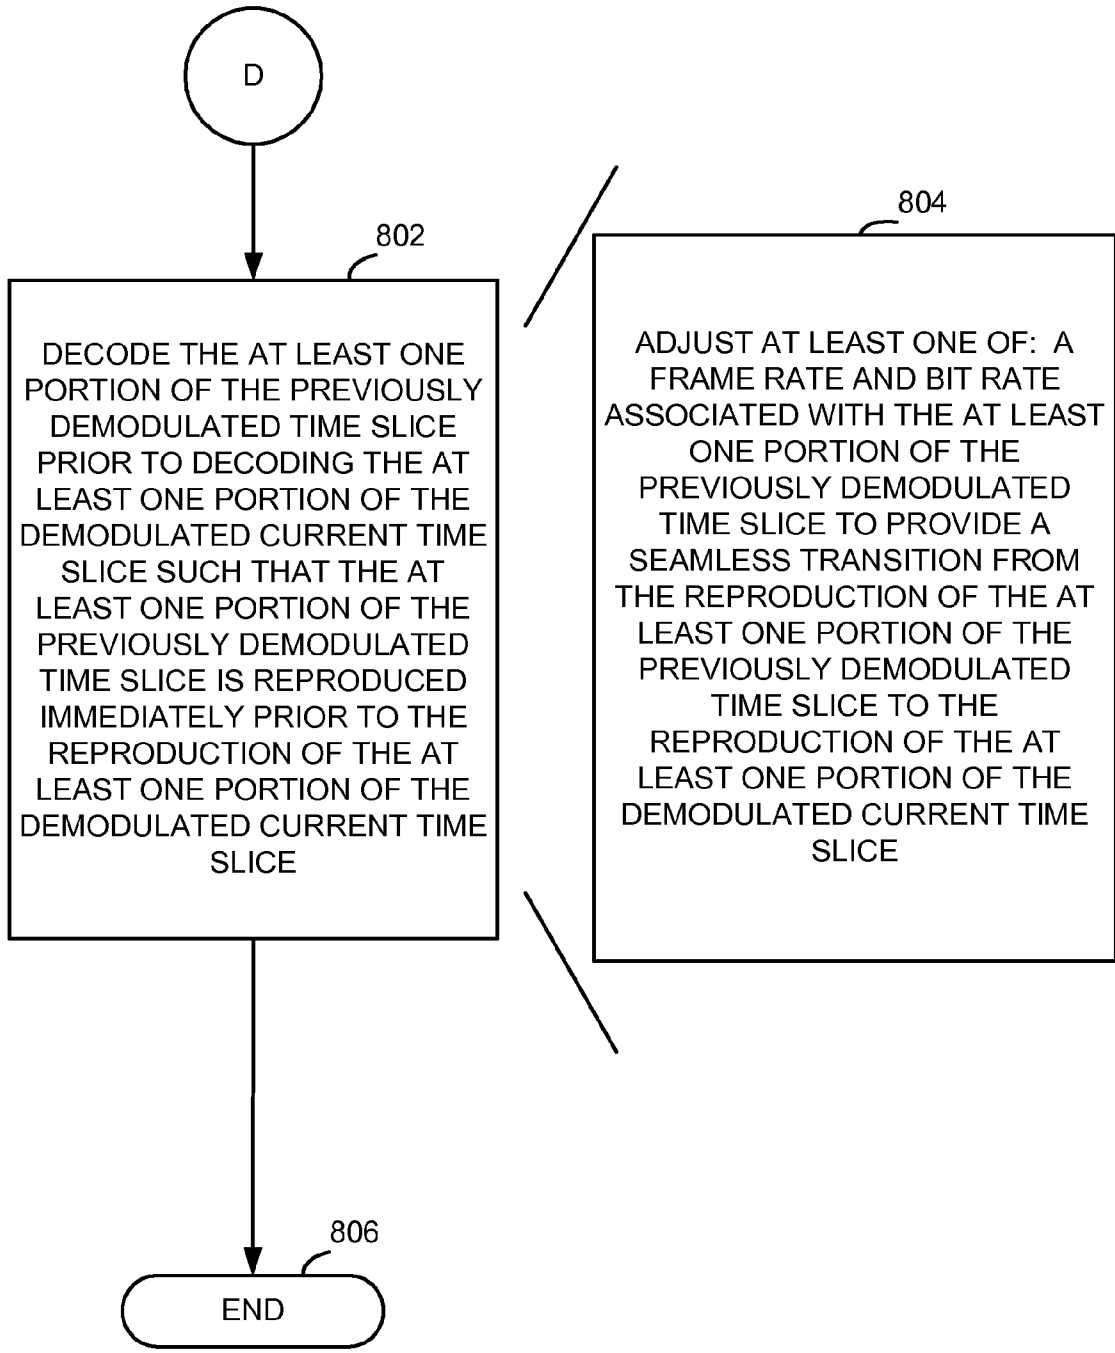 D
802
DECODE THE AT LEAST ONE
PORTION OF THE PREVIOUSLY
DEMODULATED TIME SLICE
PRIOR TO DECODING THE AT
LEAST ONE PORTION OF THE
DEMODULATED CURRENT TIME
SLICE SUCH THAT THE AT
LEAST ONE PORTION OF THE
PREVIOUSLY DEMODULATED
TIME SLICE IS REPRODUCED
IMMEDIATELY PRIOR TO THE
REPRODUCTION OF THE AT
LEAST ONE PORTION OF THE
DEMODULATED CURRENT TIME
SLICE
804
ADJUST AT LEAST ONE OF: A
FRAME RATE AND BIT RATE
ASSOCIATED WITH THE AT LEAST
ONE PORTION OF THE
PREVIOUSLY DEMODULATED
TIME SLICE TO PROVIDE A
SEAMLESS TRANSITION FROM
THE REPRODUCTION OF THE AT
LEAST ONE PORTION OF THE
PREVIOUSLY DEMODULATED
TIME SLICE TO THE
REPRODUCTION OF THE AT
LEAST ONE PORTION OF THE
DEMODULATED CURRENT TIME
SLICE
806
END